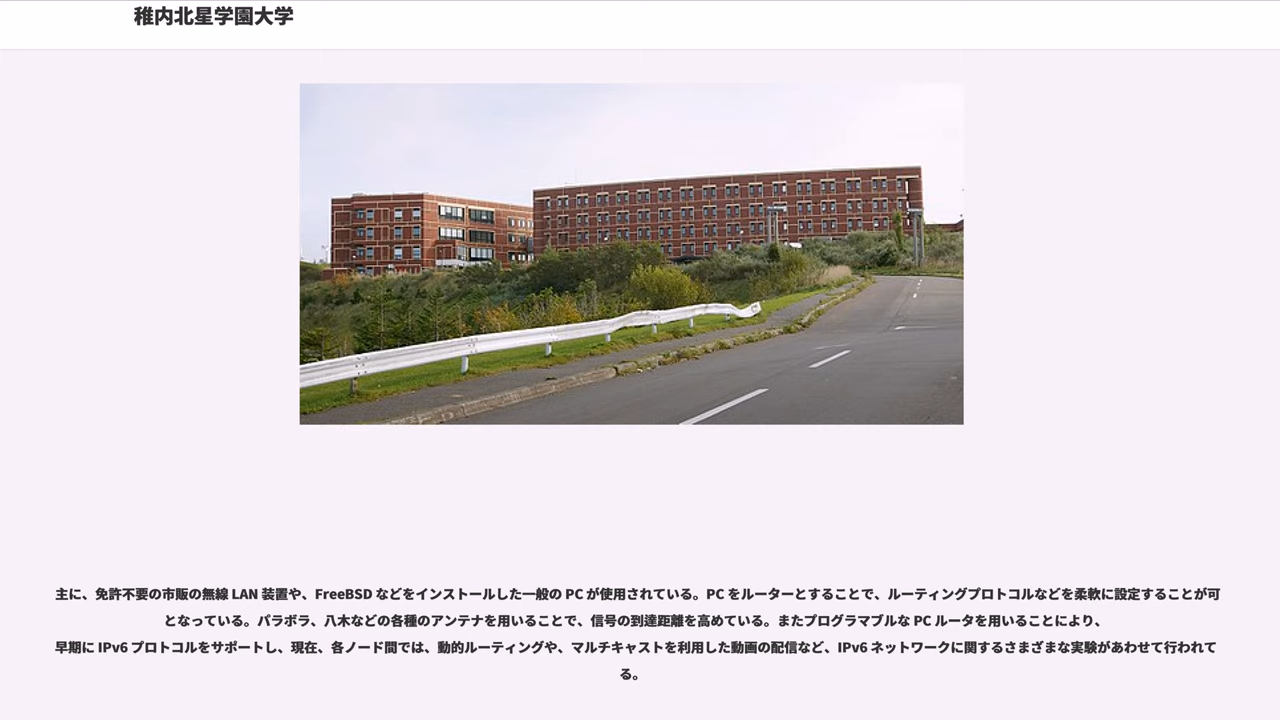 稚内北星学園大学
主に、免許不要の市販の無線 LAN 装置や、FreeBSD などをインストールした一般の PC が使用されている。PC をルーターとすることで、ルーティングプロトコルなどを柔軟に設定することが可
となっている。パラボラ、八木などの各種のアンテナを用いることで、信号の到達距離を高めている。またプログラマブルな PC ルータを用いることにより、
早期に IPv6 プロトコルをサポートし、現在、各ノード間では、動的ルーティングや、マルチキャストを利用した動画の配信など、IPv6 ネットワークに関するさまざまな実験があわせて行われて
る。